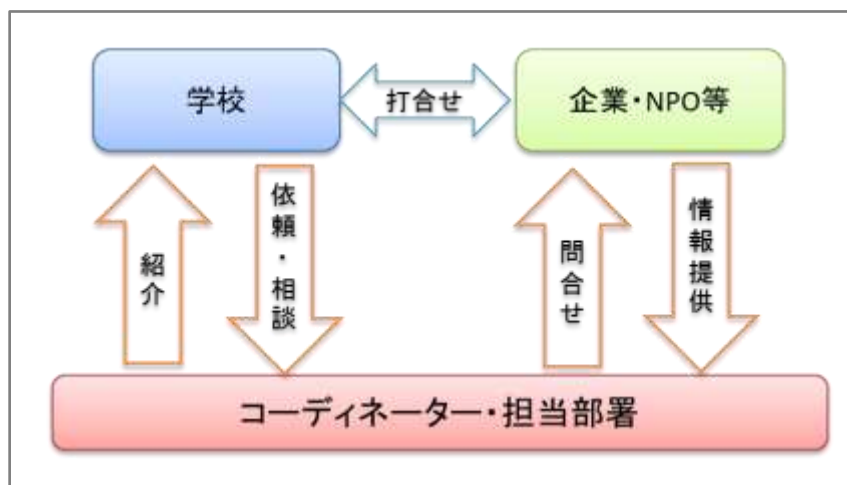 学校
打合せ
企業・NPO等
紹介
依頼・相談
問合せ
情報提供
コーディネーター・担当部署